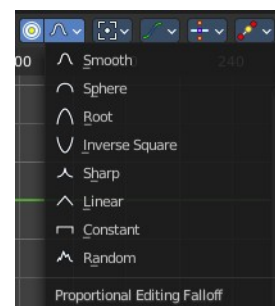 00 240
Smooth
Sphere
Root
Inverse Square
Sharp
Linear
Constant
Random
Proportional Editing Falloff